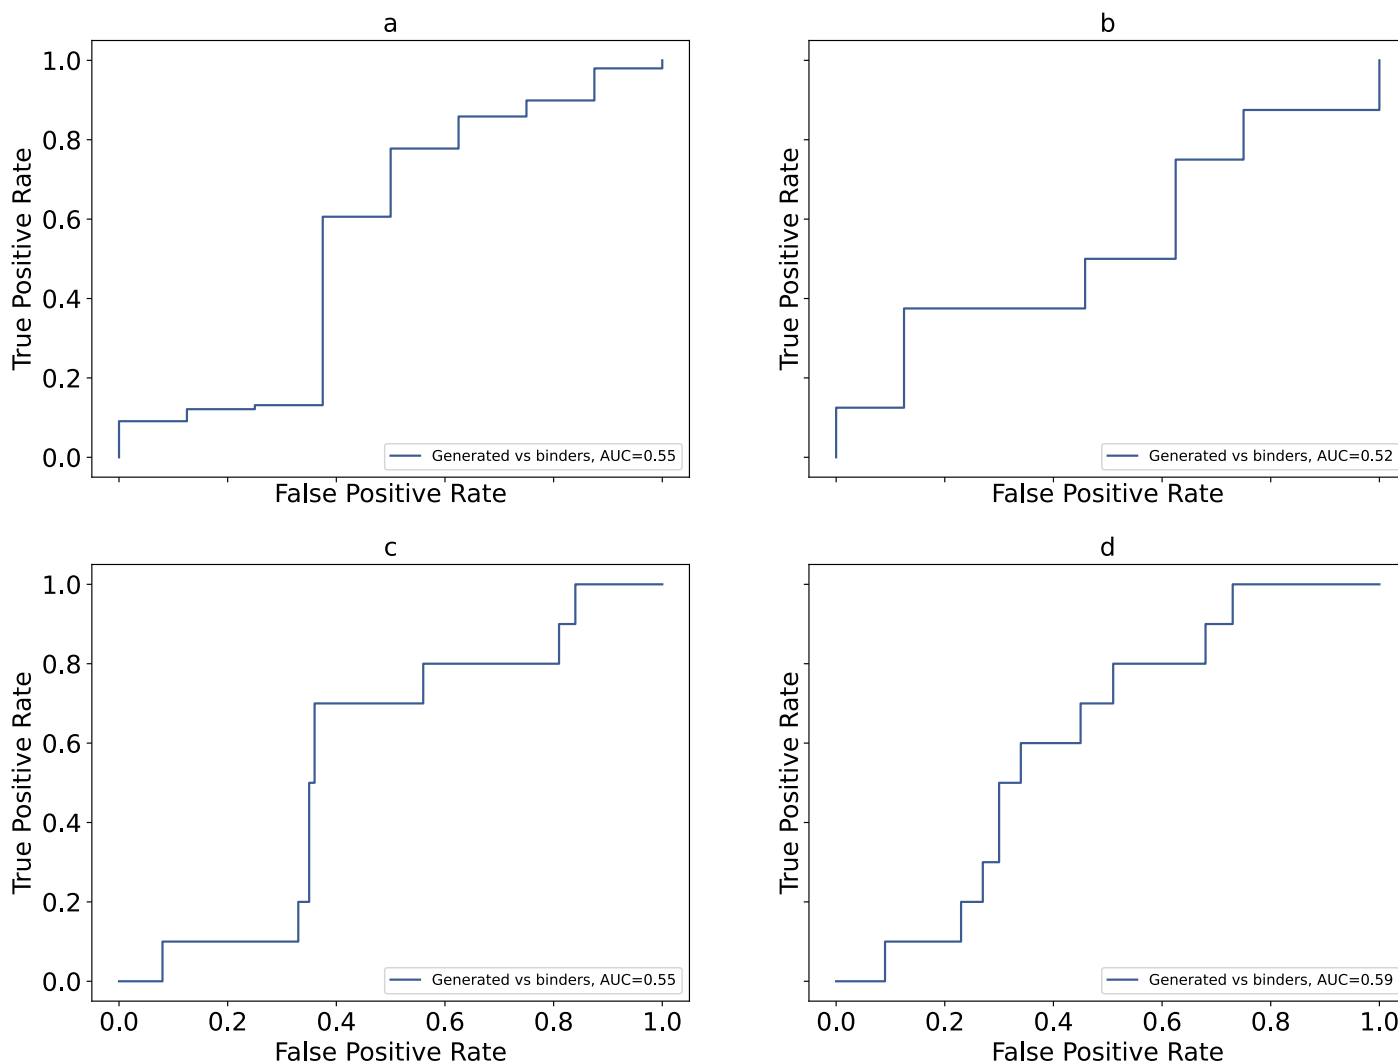 a
b
True Positive Rate
1.0
0.8
0.6
0.4
0.2
0.0
Generated vs binders, AUC=0.55
False Positive Rate
True Positive Rate
Generated vs binders, AUC=0.52
False Positive Rate
c
d
True Positive Rate
1.0
0.8
0.6
0.4
0.2
0.0
Generated vs binders, AUC=0.55
0.0 0.2 0.4 0.6 0.8 1.0
False Positive Rate
True Positive Rate
Generated vs binders, AUC=0.59
0.0 0.2 0.4 0.6 0.8 1.0
False Positive Rate